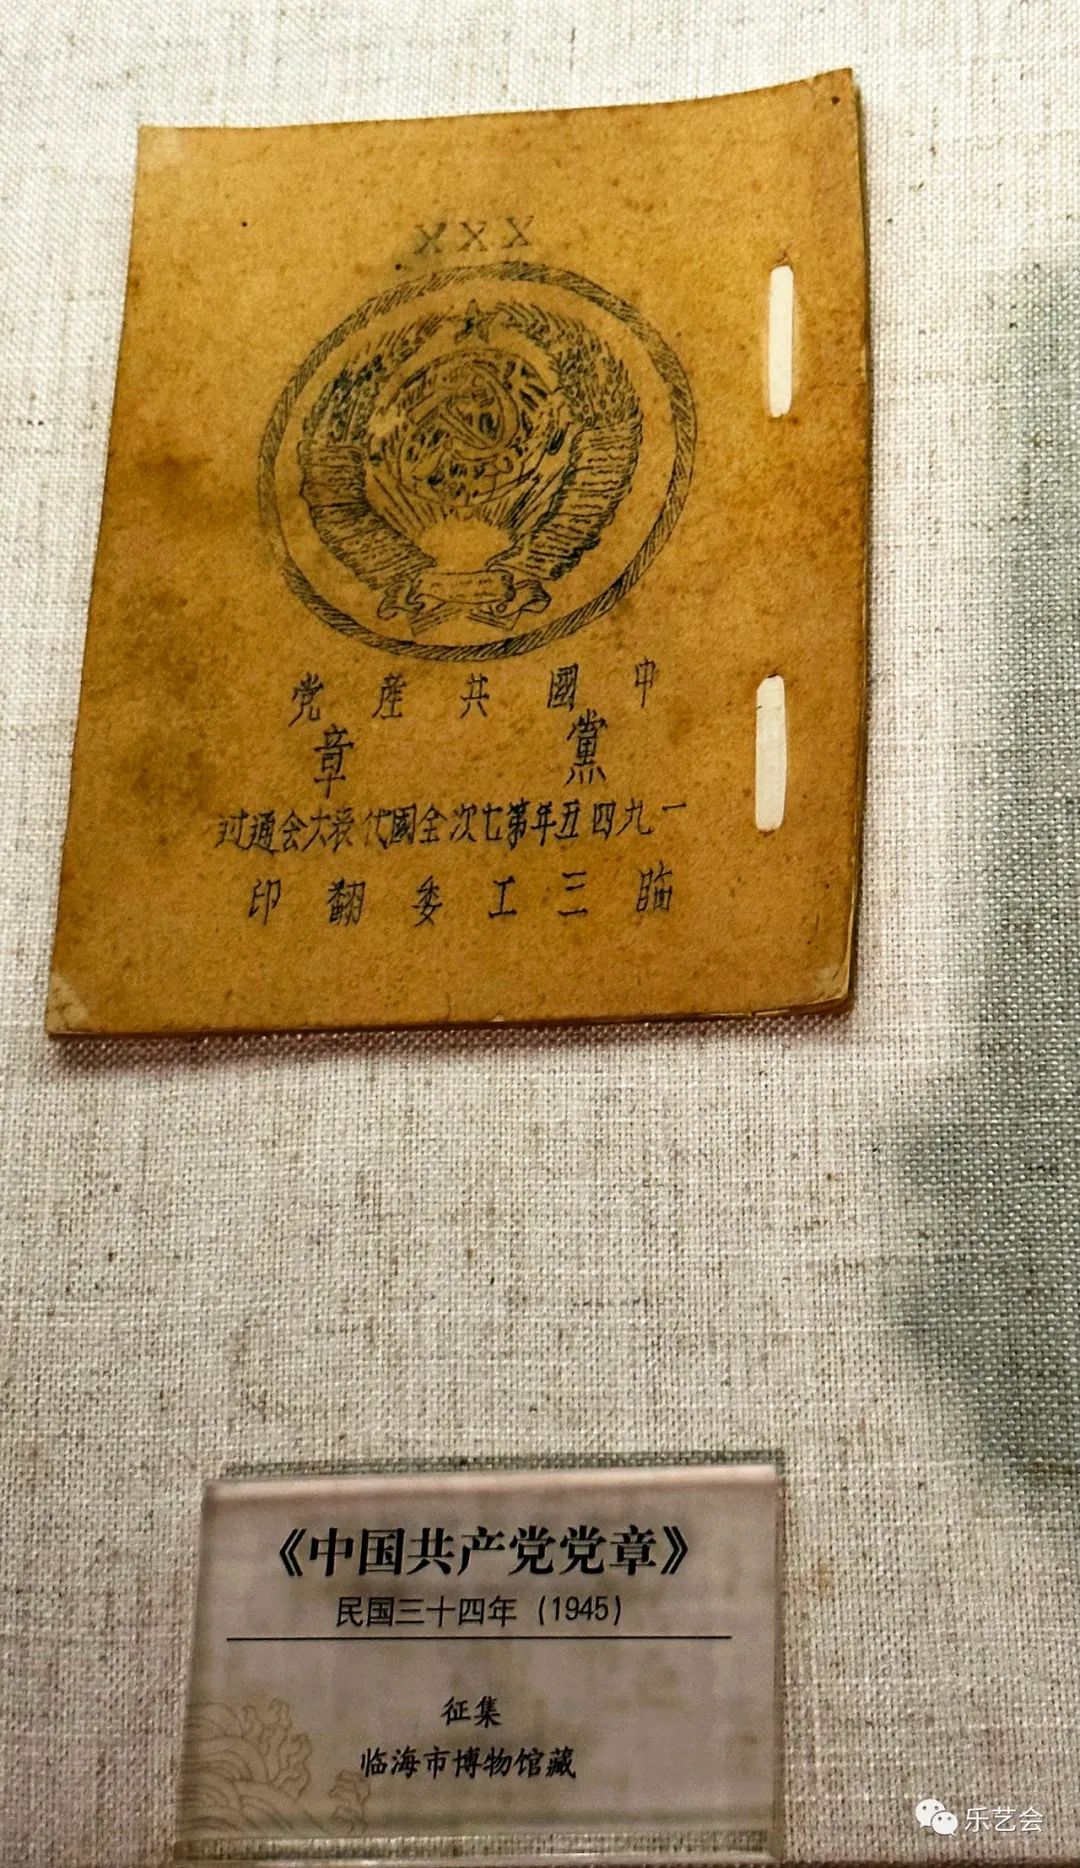 XXX
中國共產党
黨章
一九四五年第七次全國代表大会通过
臨三工委翻印
《中国共产党党章》
民国三十四年（1945）
征集
临海市博物馆藏
乐艺会